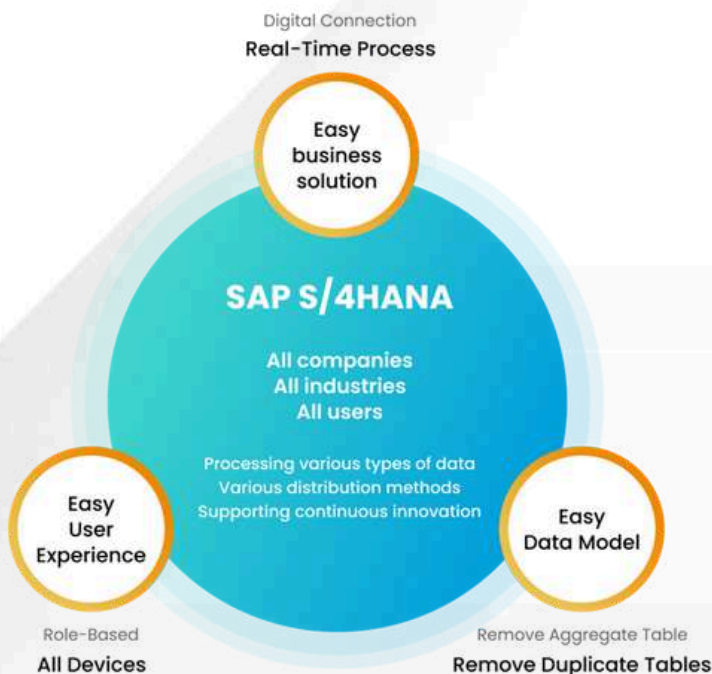 Digital Connection
Real-Time Process
Easy
business
solution
SAP S/4HANA
All companies
All industries
All users
Processing various types of data
Various distribution methods
Supporting continuous innovation
Easy
User
Experience
Role-Based
All Devices
Easy
Data Model
Remove Aggregate Table
Remove Duplicate Tables